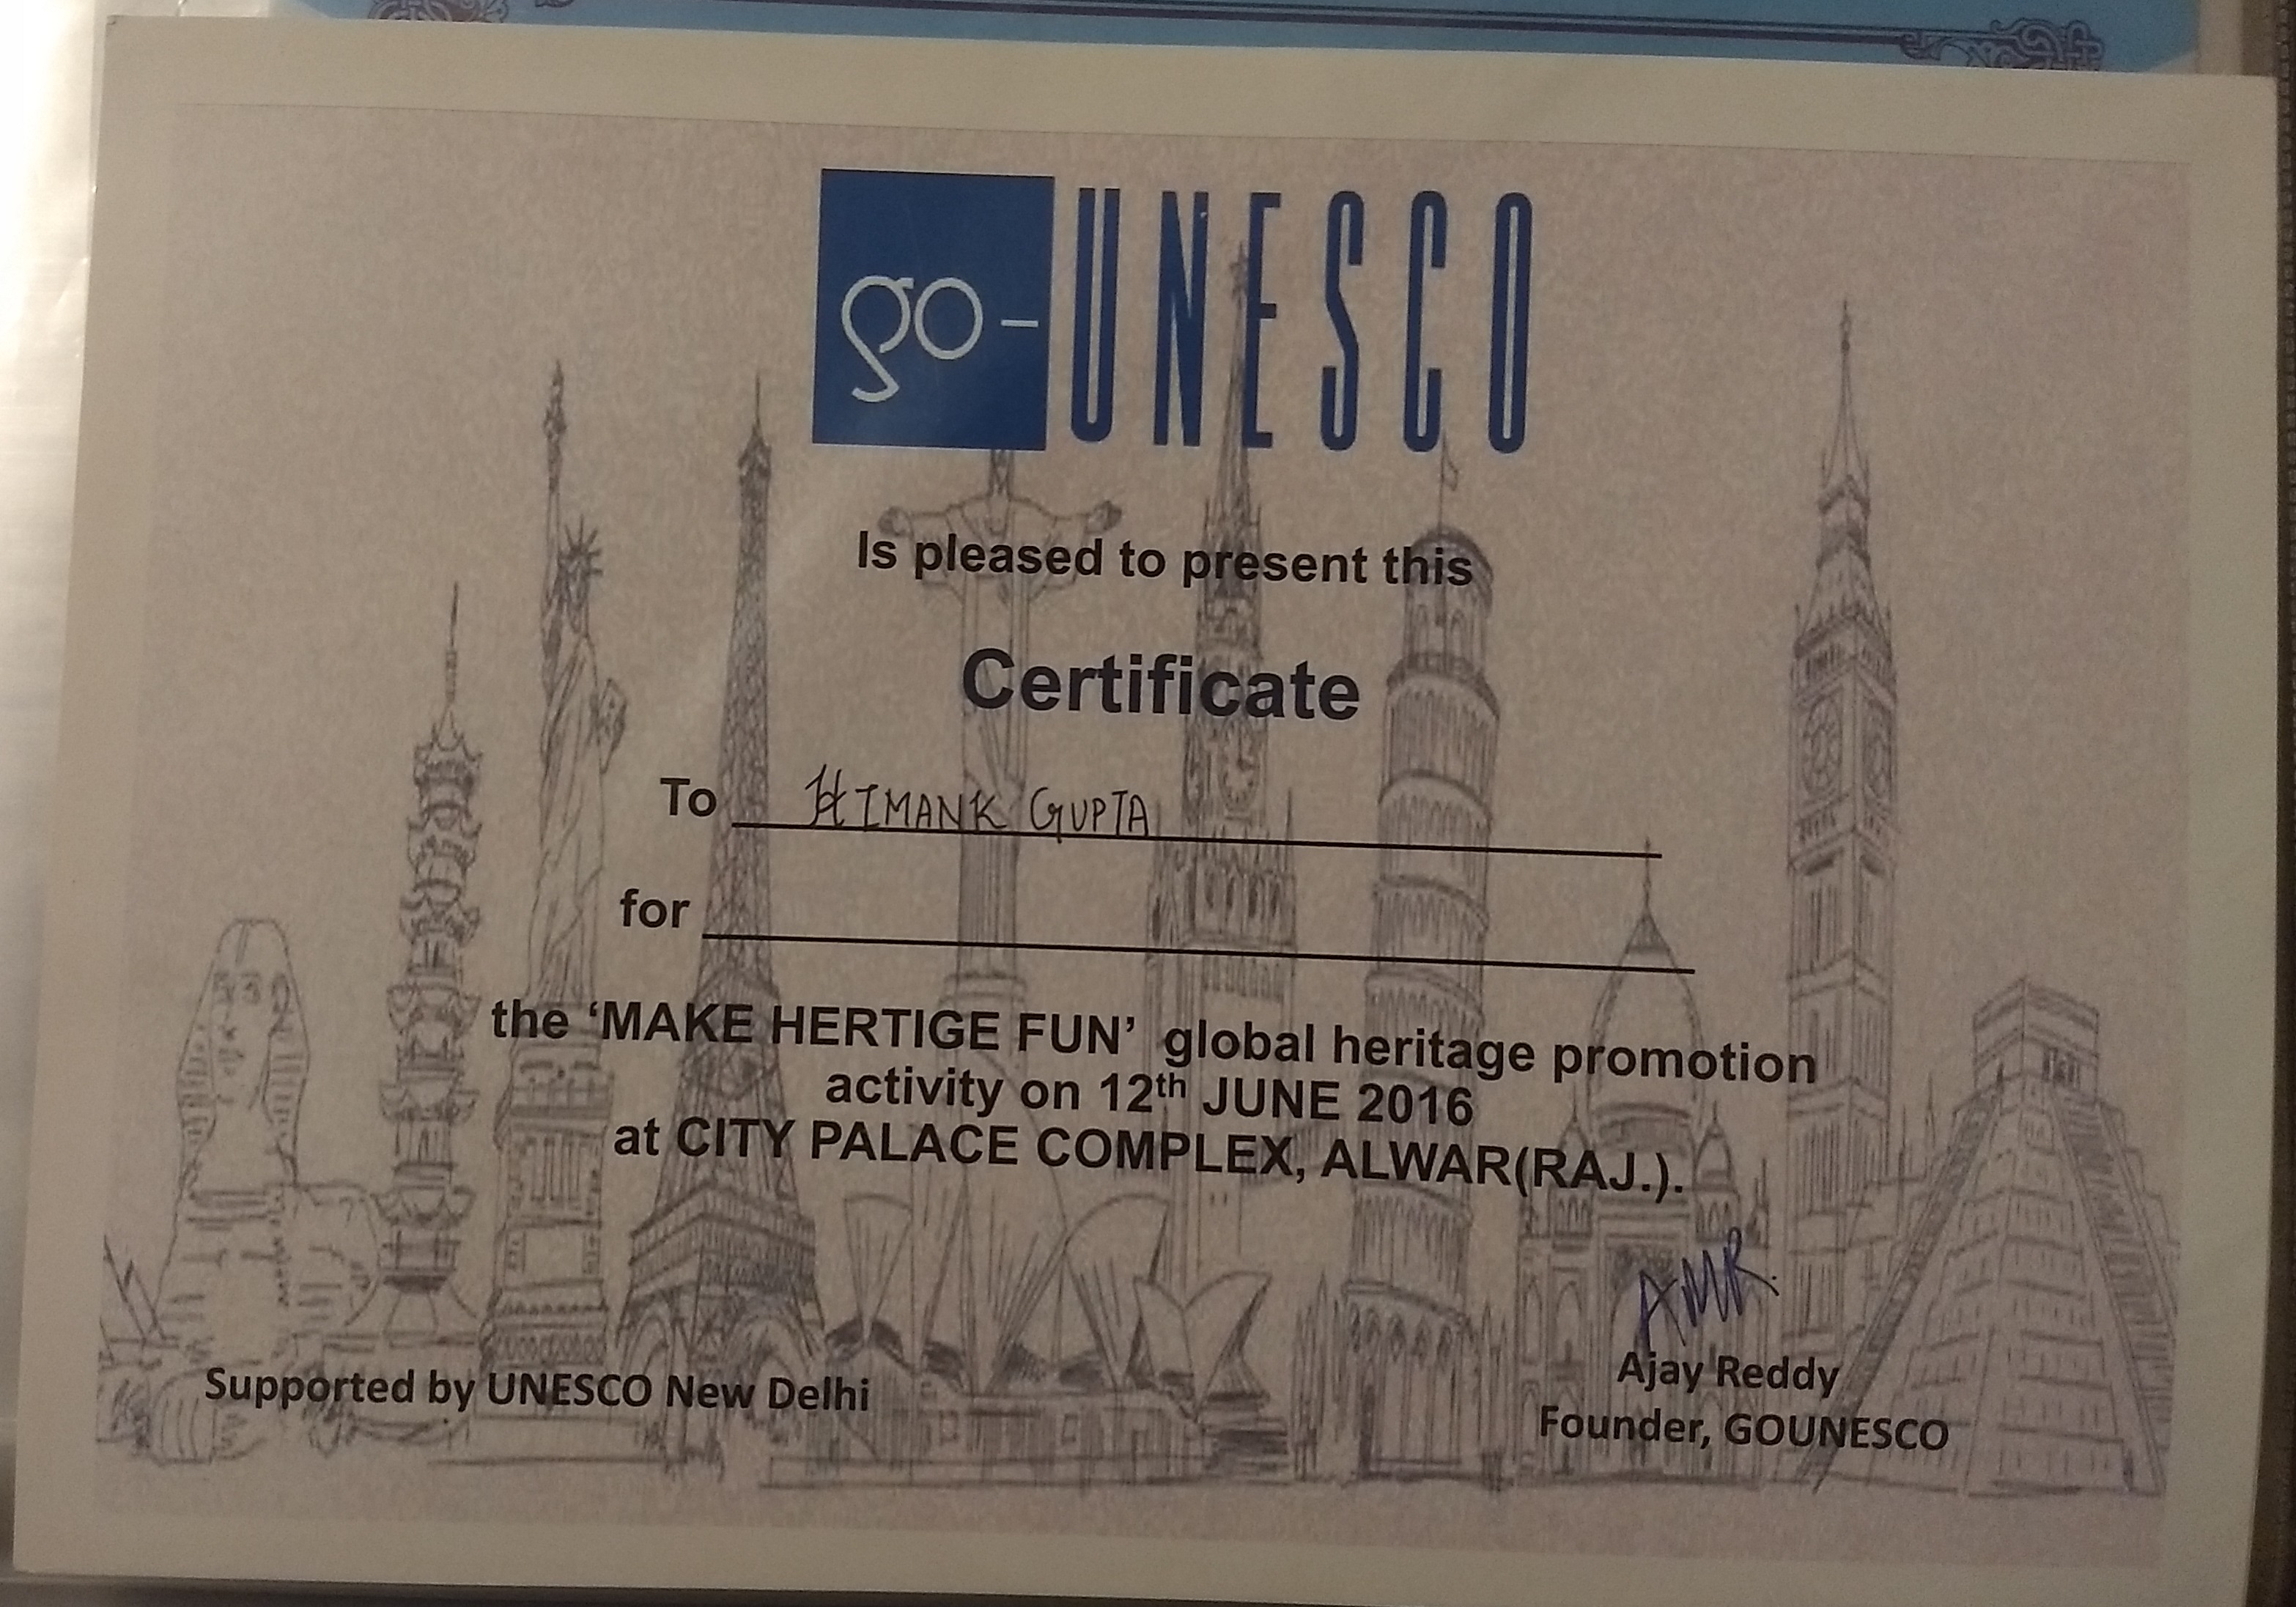 go-UNESCO
Is pleased to present this
Certificate
To HIMANK GUPTA
for
the ‘MAKE HERTIGE FUN’ global heritage promotion
activity on 12th JUNE 2016
at CITY PALACE COMPLEX, ALWAR(RAJ.).
AMR.
Supported by UNESCO New Delhi
Ajay Reddy
Founder, GOUNESCO